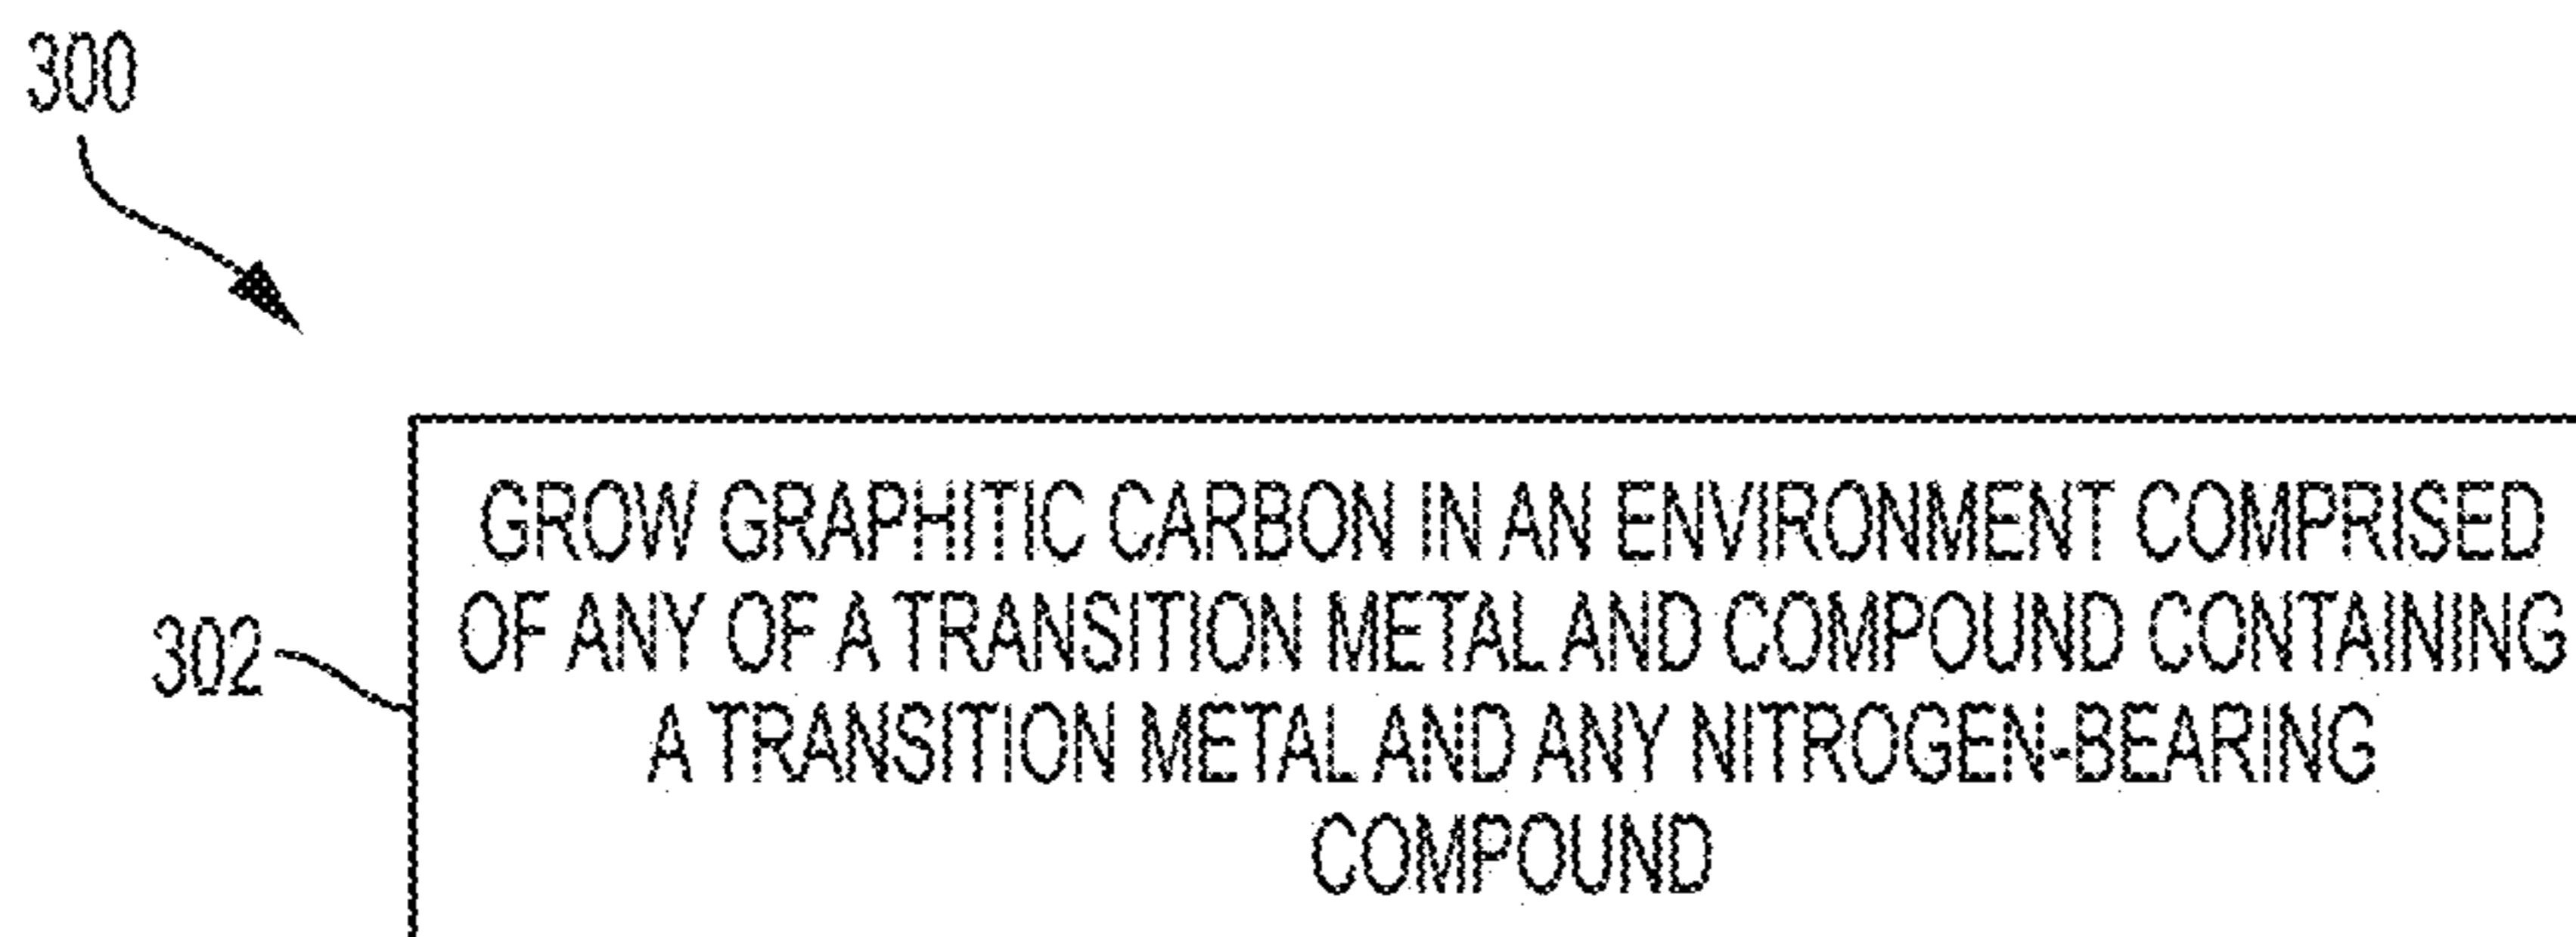 300
GROW GRAPHITIC CARBON IN AN ENVIRONMENT COMPRISED
OF ANY OF A TRANSITION METAL AND COMPOUND CONTAINING
302
A TRANSITION METAL AND ANY NITROGEN-BEARING
COMPOUND